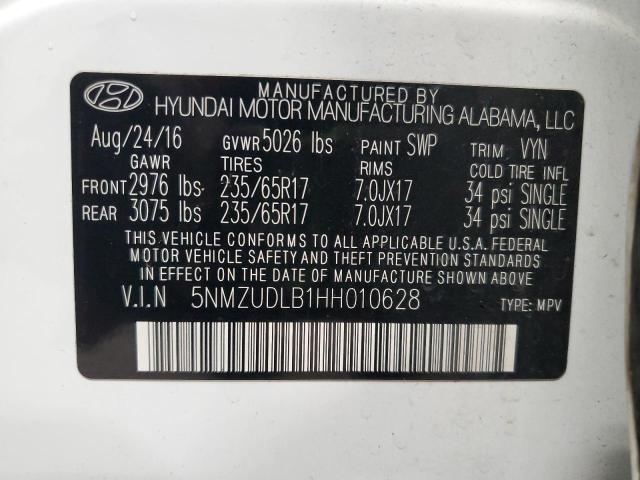 MANUFACTURED BY
HYUNDAI MOTOR MANUFACTURING ALABAMA, LLC
Aug/24/16 GVWR 5026 lbs PAINT SWP TRIM VYN
GAWR TIRES RIMS COLD TIRE INFL
FRONT 2976 lbs 235/65R17 7.0JX17 34 psi SINGLE
REAR 3075 lbs 235/65R17 7.0JX17 34 psi SINGLE
THIS VEHICLE CONFORMS TO ALL APPLICABLE U.S.A. FEDERAL
MOTOR VEHICLE SAFETY AND THEFT PREVENTION STANDARDS
IN EFFECT ON THE DATE OF MANUFACTURE SHOWN ABOVE.
V.I.N 5NMZUDLB1HH010628 TYPE: MPV